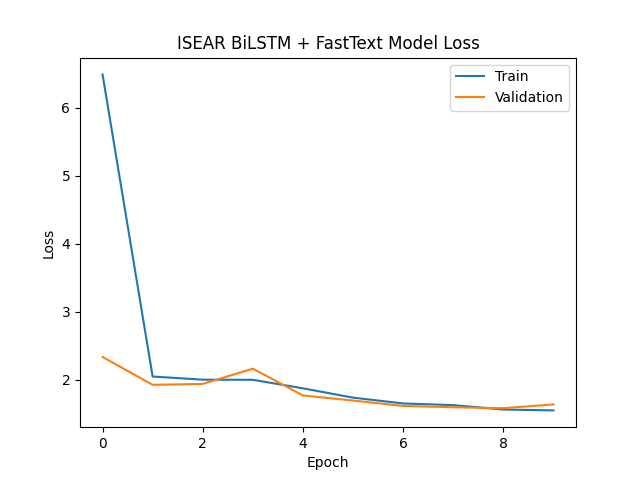 ISEAR BiLSTM + FastText Model Loss
Train
Validation
6
5
4
3
2
Loss
0 2 4 6 8
Epoch